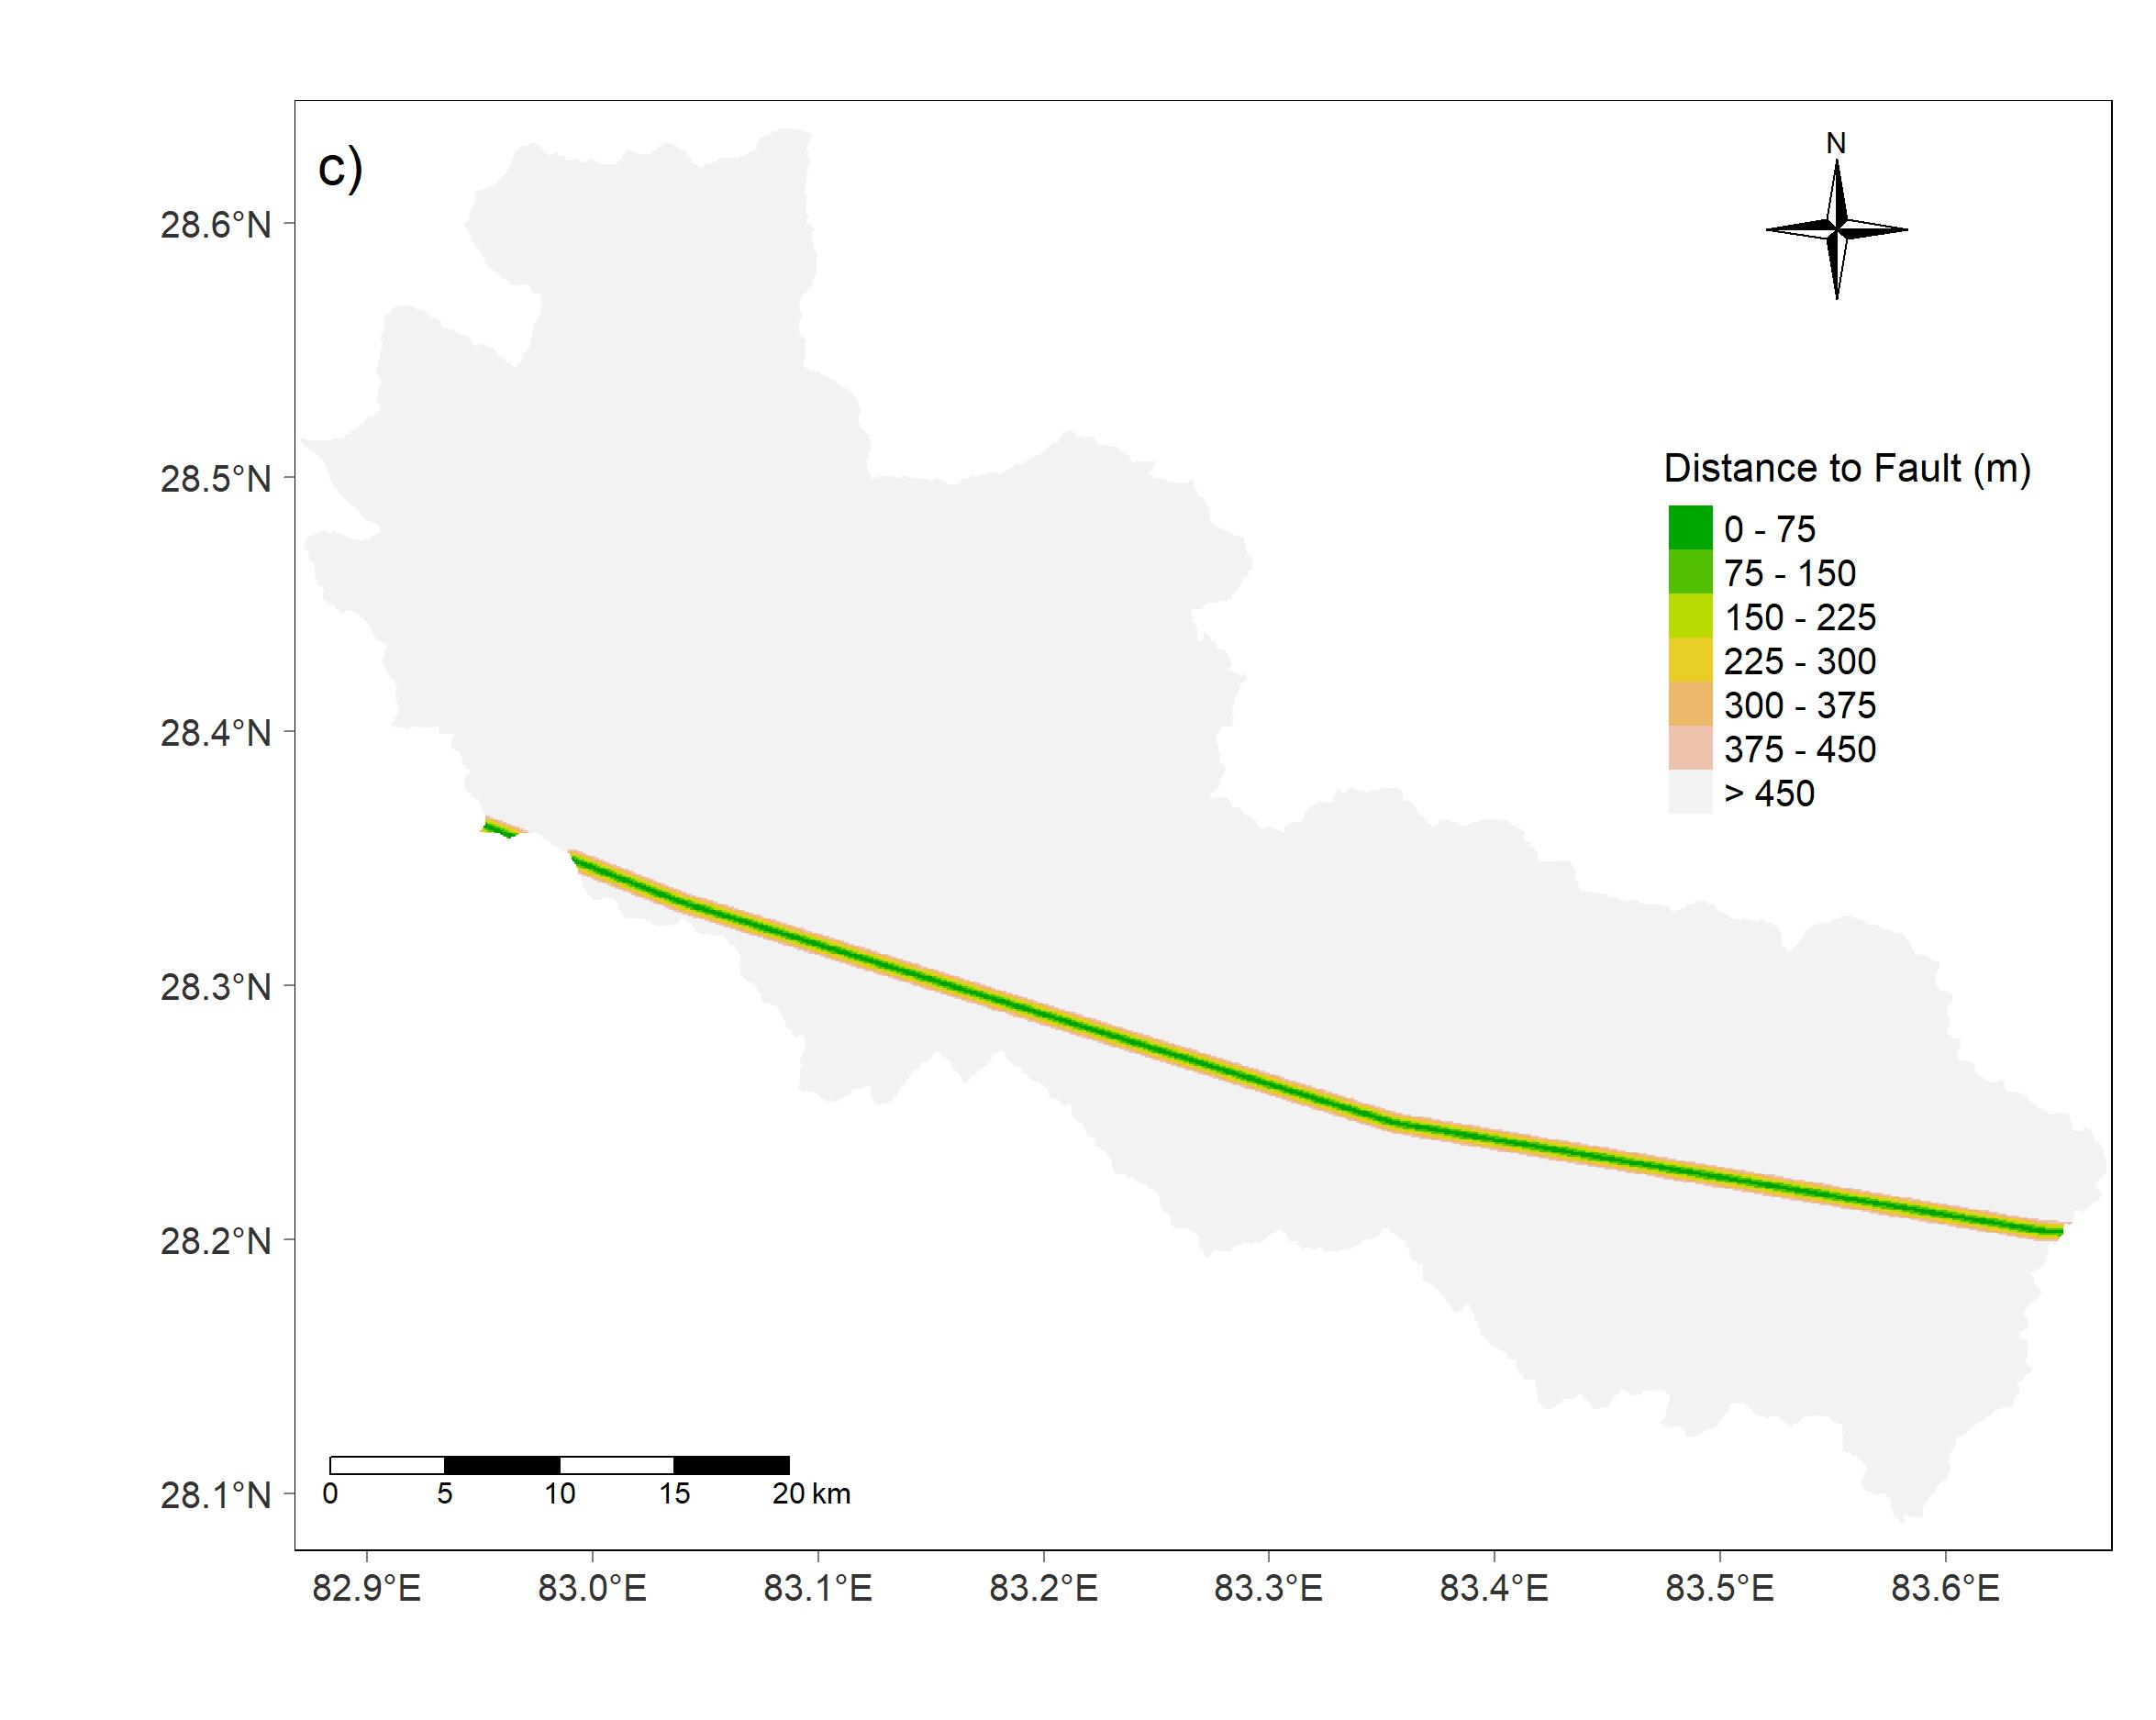 c)
N
28.6°N
28.5°N
28.4°N
28.3°N
28.2°N
28.1°N
Distance to Fault (m)
0 - 75
75 - 150
150 - 225
225 - 300
300 - 375
375 - 450
> 450
0 5 10 15 20 km
82.9°E 83.0°E 83.1°E 83.2°E 83.3°E 83.4°E 83.5°E 83.6°E